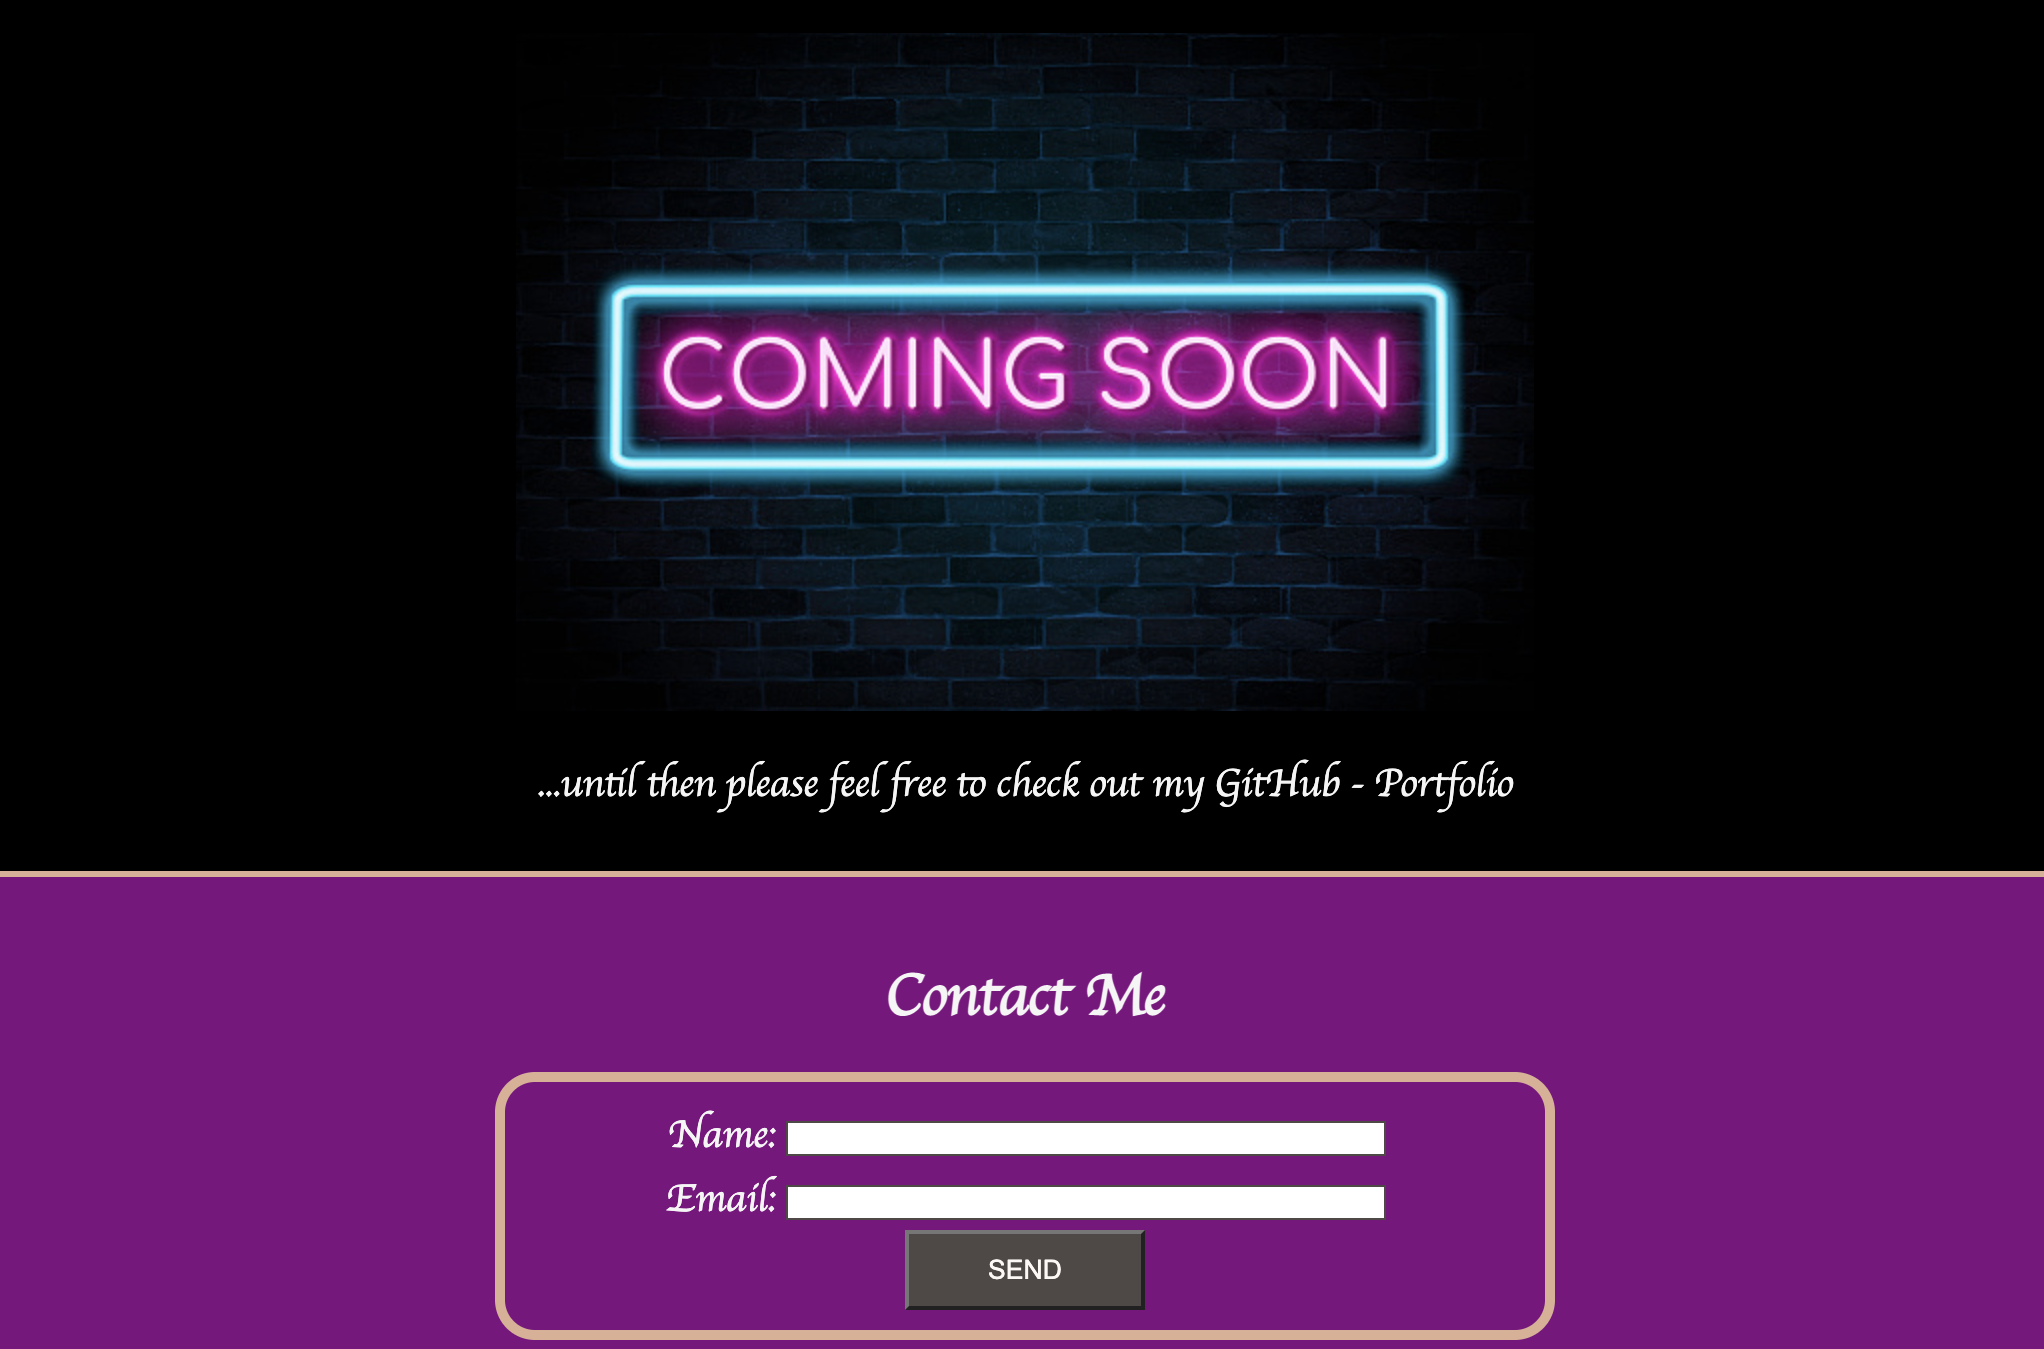 COMING SOON
...until then please feel free to check out my GitHub - Portfolio
Contact Me
Name:
Email:
SEND